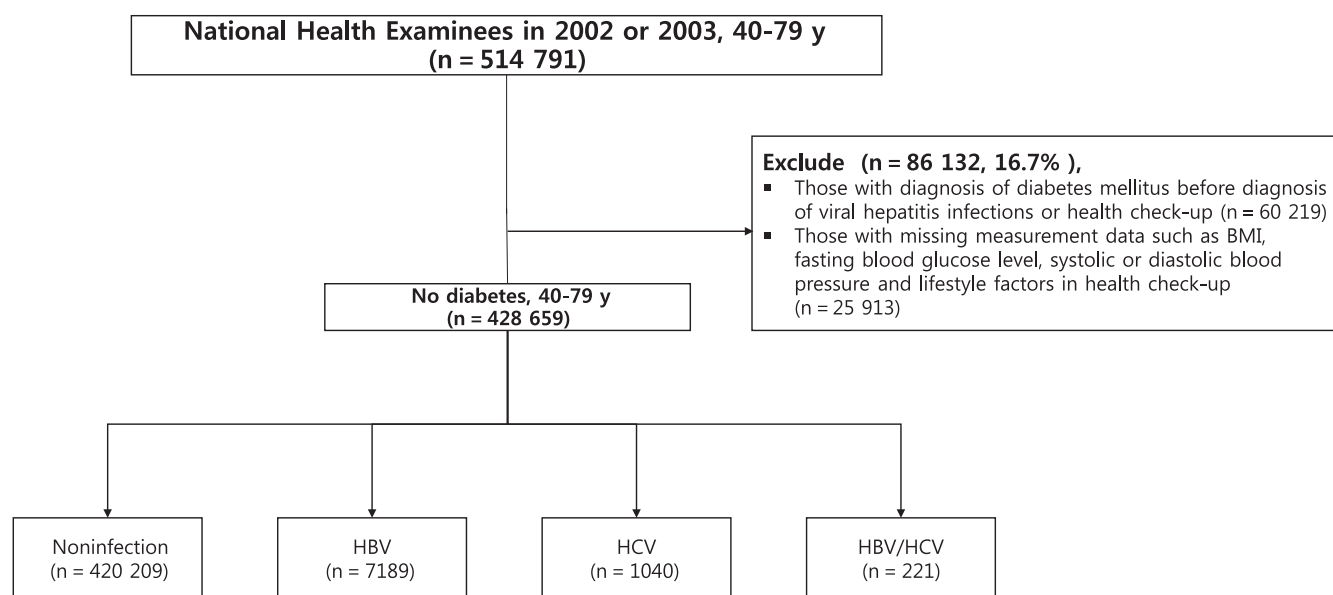 National Health Examinees in 2002 or 2003, 40-79 y
(n = 514 791)
Exclude (n = 86 132, 16.7% ),
▪ Those with diagnosis of diabetes mellitus before diagnosis
of viral hepatitis infections or health check-up (n = 60 219)
▪ Those with missing measurement data such as BMI,
fasting blood glucose level, systolic or diastolic blood
pressure and lifestyle factors in health check-up
(n = 25 913)
No diabetes, 40-79 y
(n = 428 659)
Noninfection
(n = 420 209)
HBV
(n = 7189)
HCV
(n = 1040)
HBV/HCV
(n = 221)